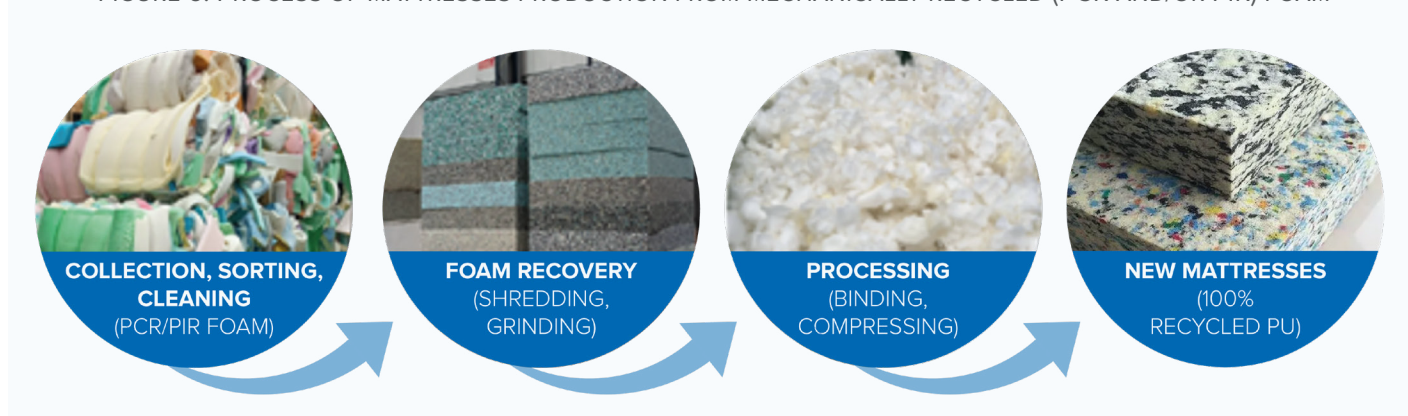 COLLECTION, SORTING,
CLEANING
(PCR/PIR FOAM)
FOAM RECOVERY
(SHREDDING,
GRINDING)
PROCESSING
(BINDING,
COMPRESSING)
NEW MATTRESSES
(100%
RECYCLED PU)